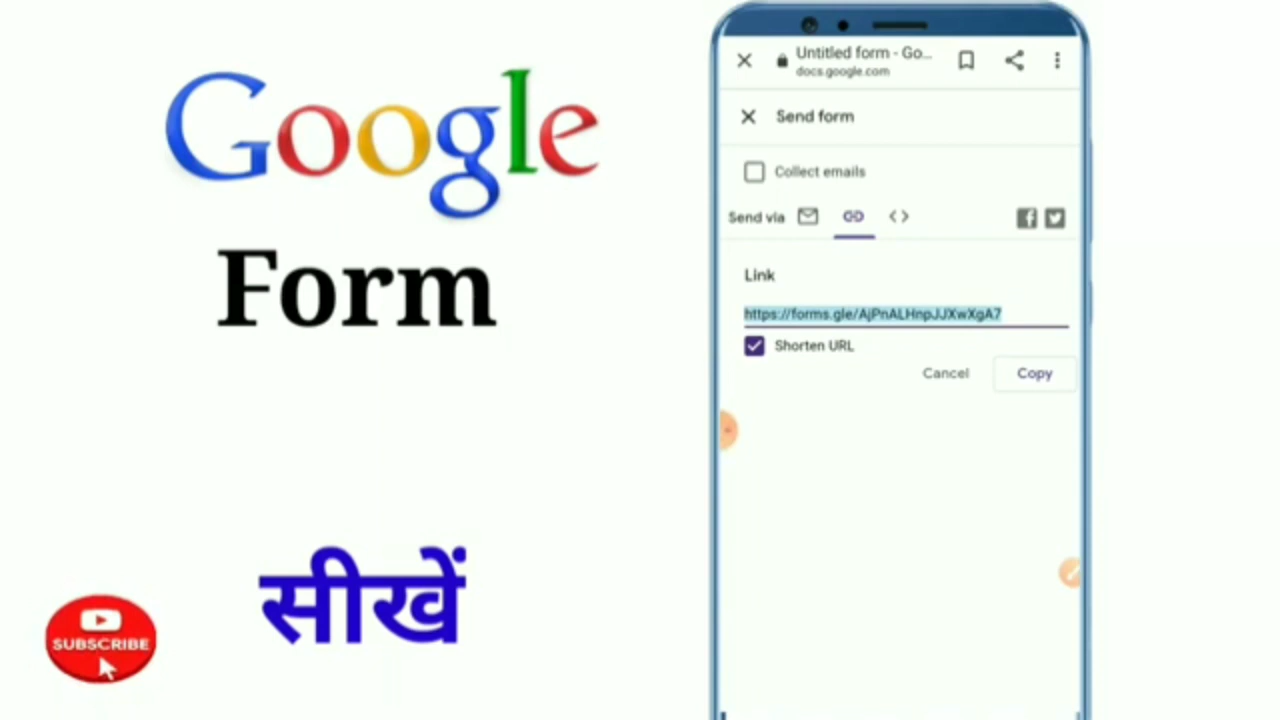 Google
Form
सीखें
SUBSCRIBE
Untitled form - Go...
docs.google.com
Send form
Collect emails
Send via
Link
https://forms.gle/AjPnALHnpJJXwXgA7
Shorten URL
Cancel
Copy